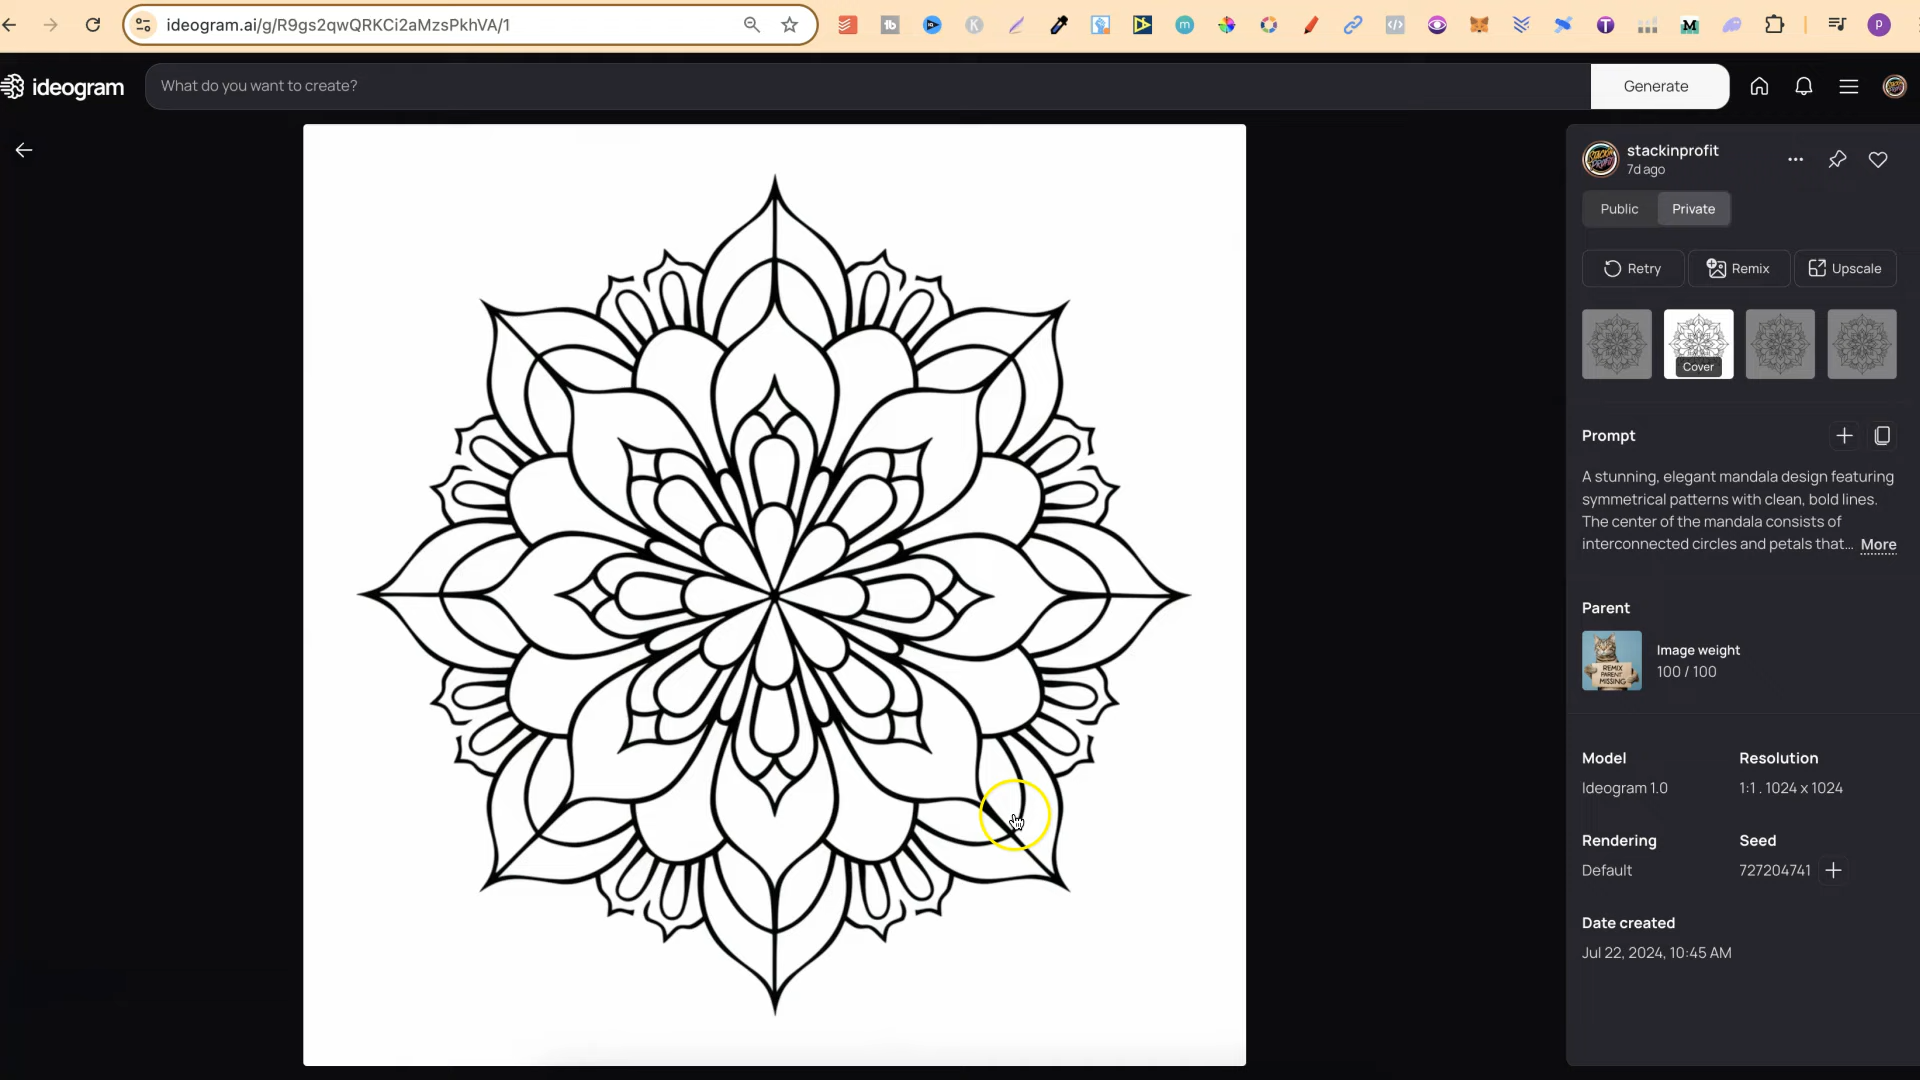 ideogram.ai/g/R9gs2qwQRKCi2aMzsPkhVA/1
ideogram
What do you want to create?
Generate
stackinprofit
7d ago
Public
Private
Retry
Remix
Upscale
Cover
Prompt
A stunning, elegant mandala design featuring
symmetrical patterns with clean, bold lines.
The center of the mandala consists of
interconnected circles and petals that... More
Parent
REMIX
PARENT
MISSING
Image weight
100 / 100
Model
Resolution
Ideogram 1.0
1:1 . 1024 x 1024
Rendering
Seed
Default
727204741
Date created
Jul 22, 2024, 10:45 AM